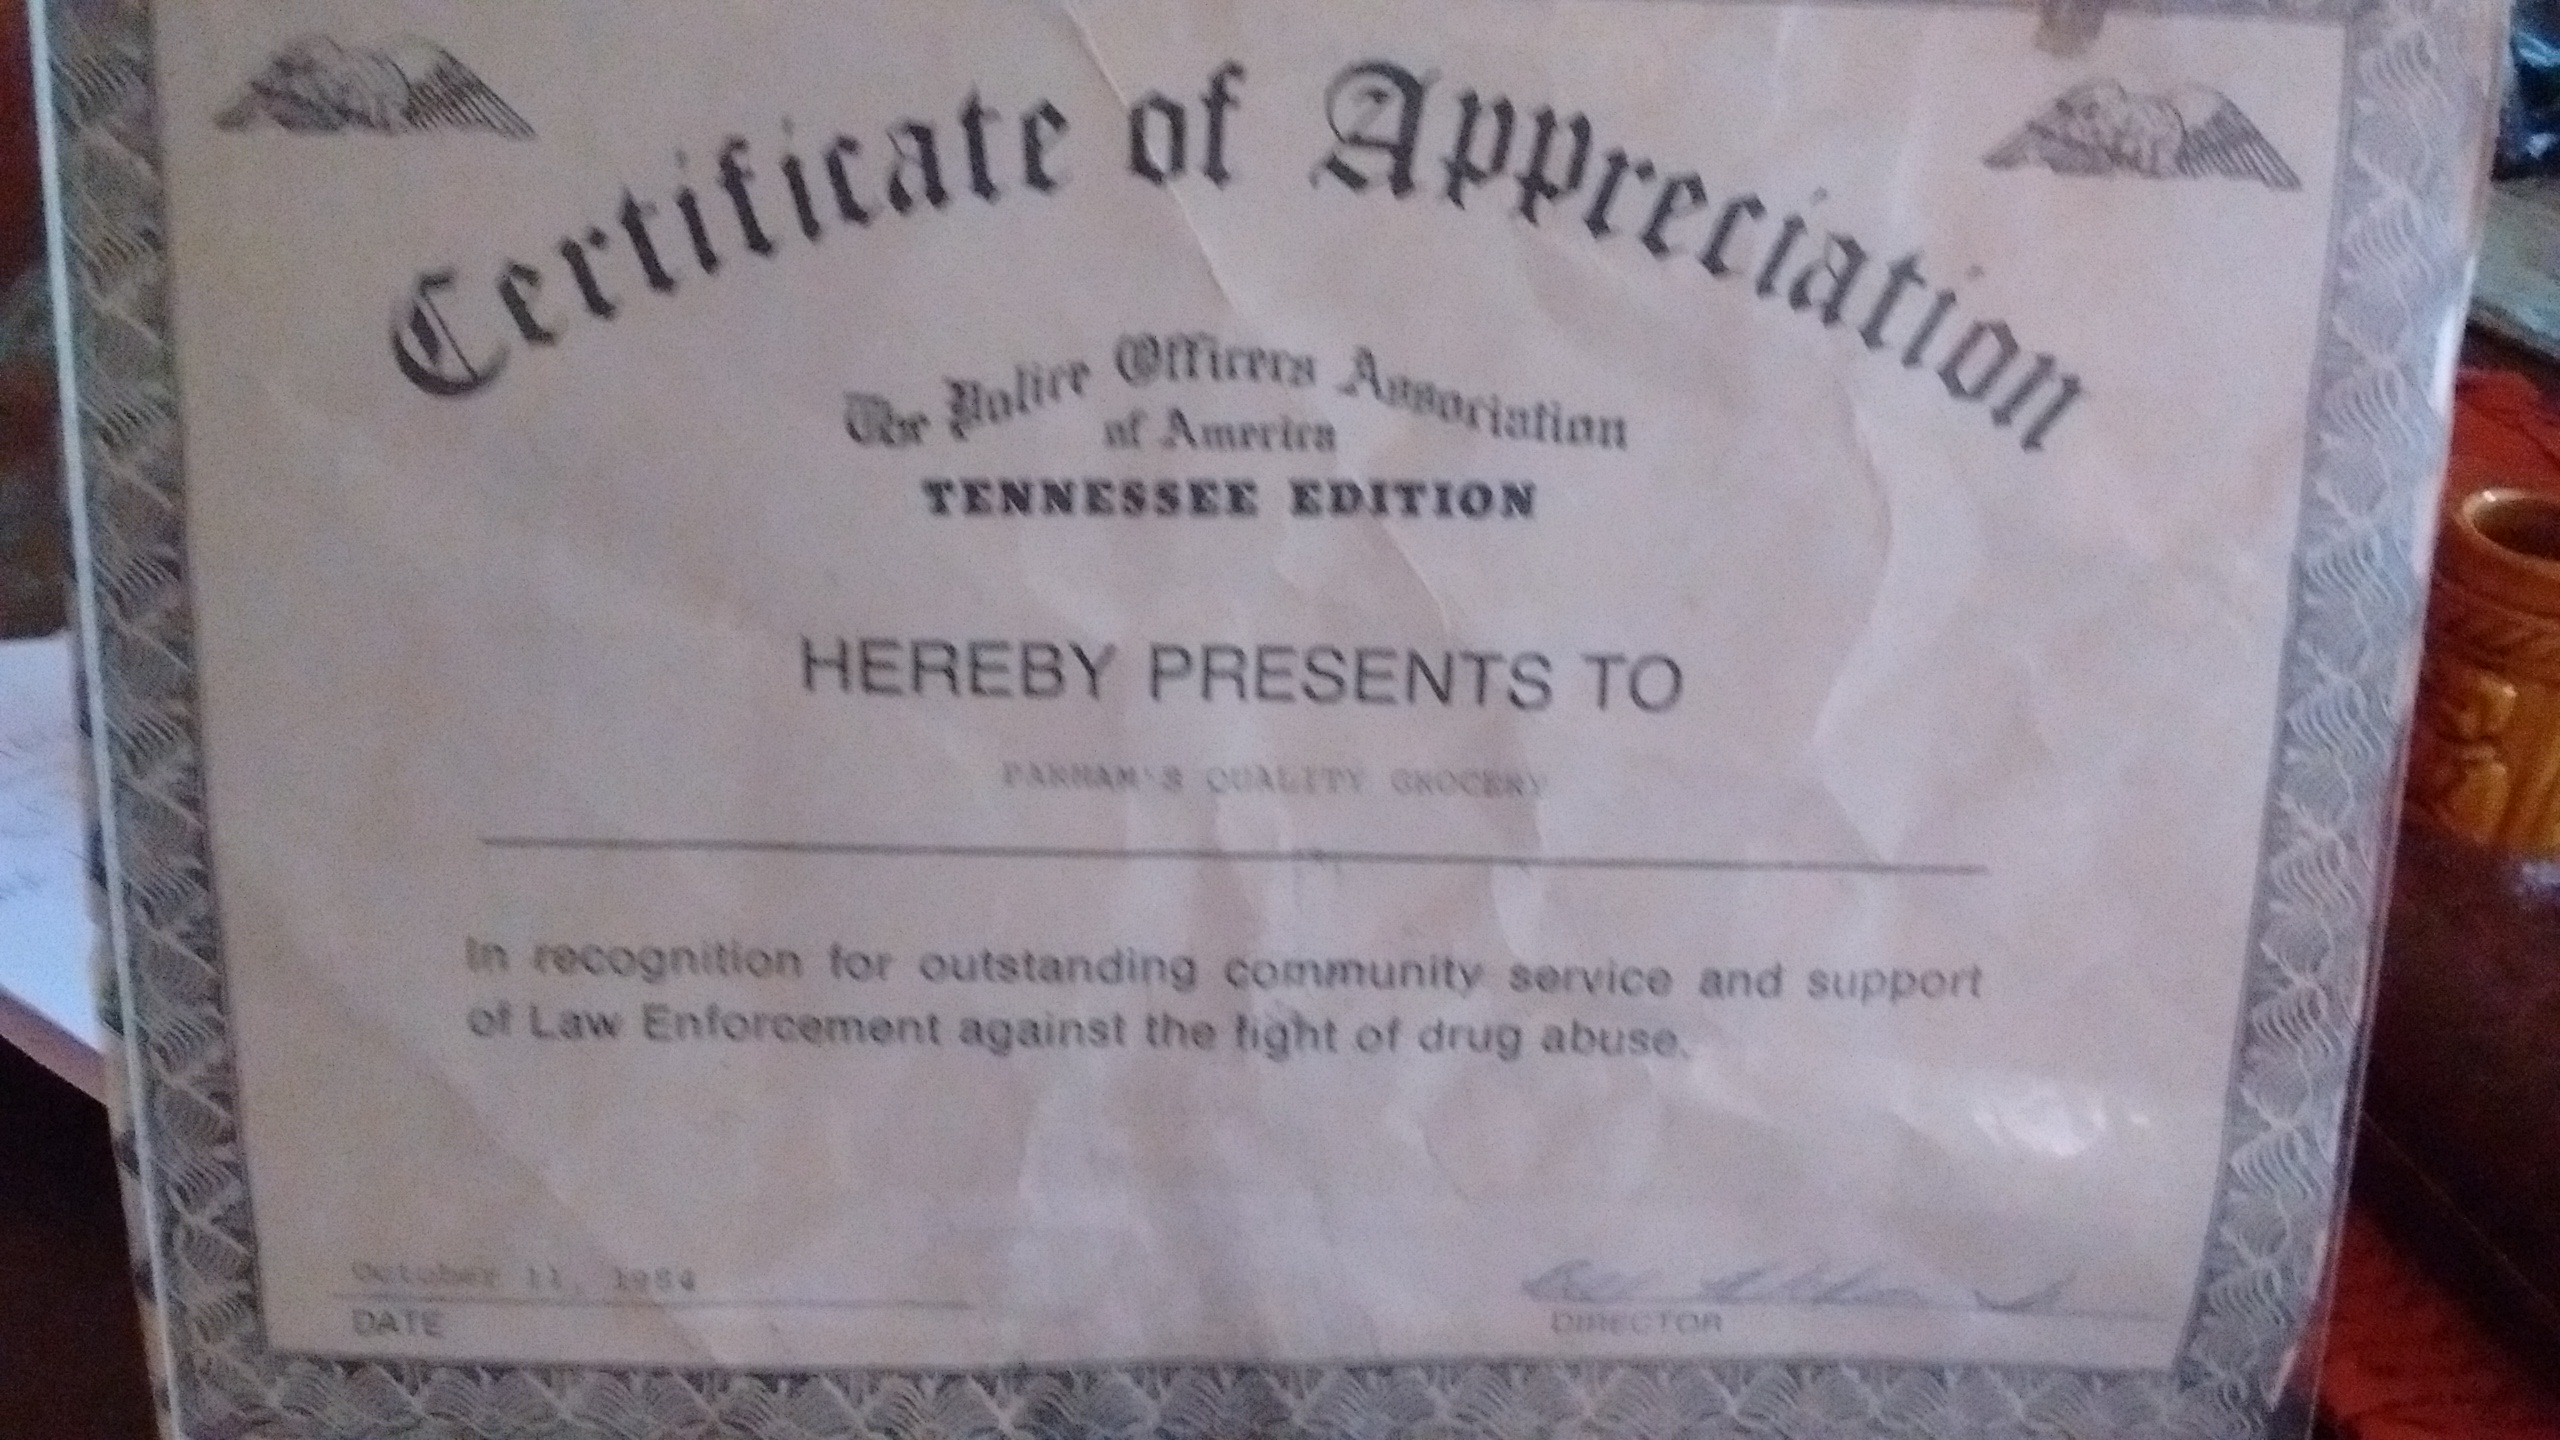 Certificate of Appreciation
The Police Officers Association
of America
TENNESSEE EDITION
HEREBY PRESENTS TO
PARHAM'S QUALITY GROCERY
In recognition for outstanding community service and support
of Law Enforcement against the fight of drug abuse.
October 11, 1984
DATE
DIRECTOR